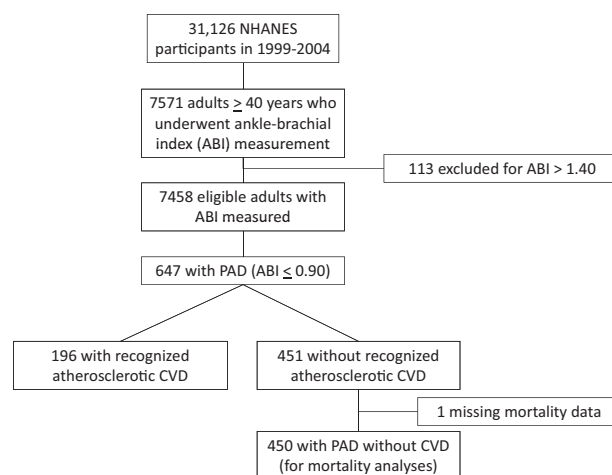 31,126 NHANES
participants in 1999-2004
7571 adults ≥ 40 years who
underwent ankle-brachial
index (ABI) measurement
113 excluded for ABI > 1.40
7458 eligible adults with
ABI measured
647 with PAD (ABI ≤ 0.90)
196 with recognized
atherosclerotic CVD
451 without recognized
atherosclerotic CVD
1 missing mortality data
450 with PAD without CVD
(for mortality analyses)